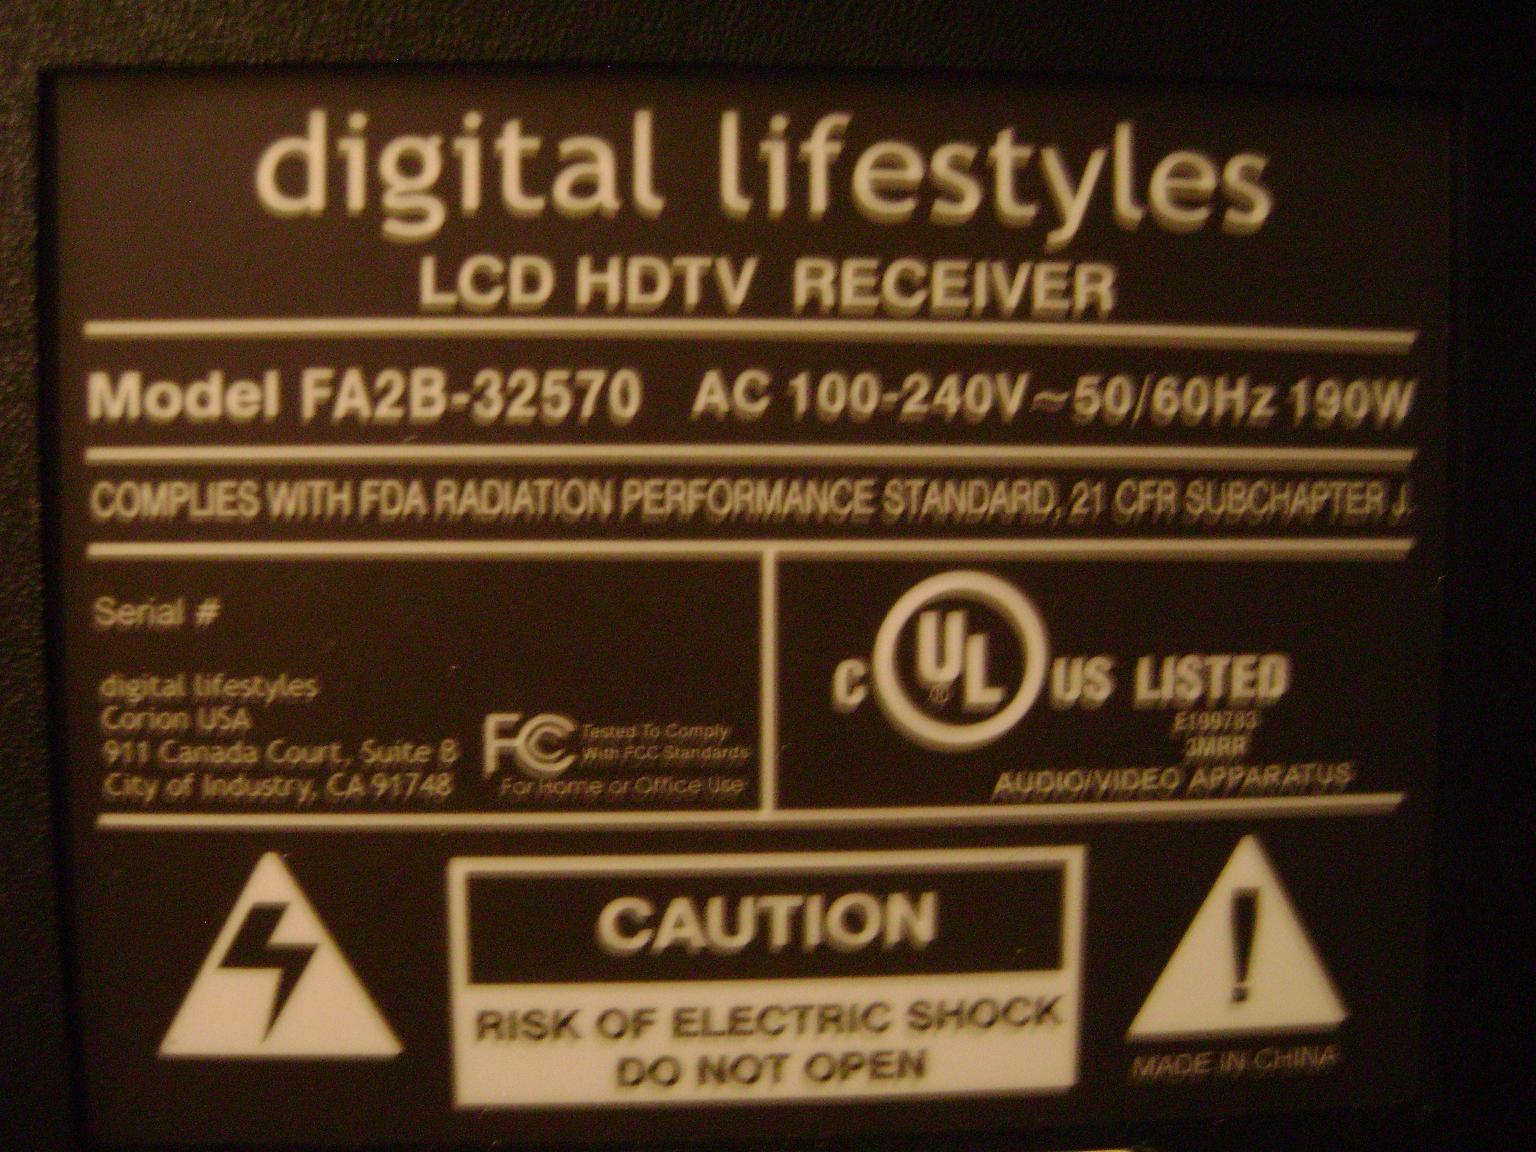 digital lifestyles
LCD HDTV RECEIVER
Model FA2B-32570 AC 100-240V~50/60Hz 190W
COMPLIES WITH FDA RADIATION PERFORMANCE STANDARD, 21 CFR SUBCHAPTER J.
Serial #
digital lifestyles
Corion USA
911 Canada Court, Suite B
City of Industry, CA 91748
FC Tested To Comply
With FCC Standards
For Home or Office Use
C UL ® US LISTED
E199783
3MRR
AUDIO/VIDEO APPARATUS
CAUTION
RISK OF ELECTRIC SHOCK
DO NOT OPEN
!
MADE IN CHINA